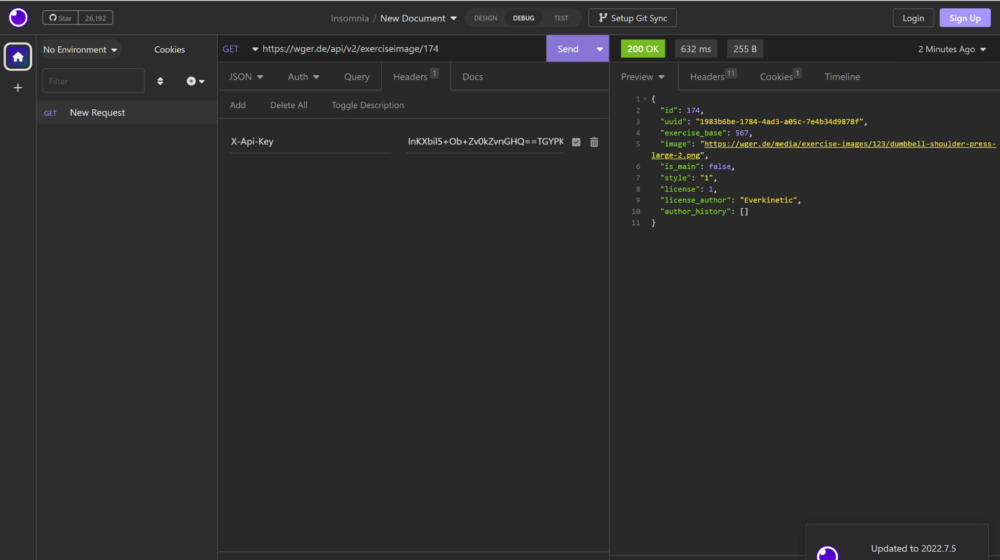 Star 26,192
Insomnia / New Document
DESIGN DEBUG TEST
Setup Git Sync
Login Sign Up
No Environment Cookies
Filter
GET New Request
GET https://wger.de/api/v2/exerciseimage/174 Send
JSON Auth Query Headers 1 Docs
Add Delete All Toggle Description
X-Api-Key InKXbil5+Ob+Zv0kZvnGHQ==TGYPK
200 OK 632 ms 255 B 2 Minutes Ago
Preview Headers 11 Cookies 1 Timeline
1 {
2 "id": 174,
3 "uuid": "1983b6be-1784-4ad3-a05c-7e4b34d9878f",
4 "exercise_base": 567,
5 "image": "https://wger.de/media/exercise-images/123/dumbbell-shoulder-press-
large-2.png",
6 "is_main": false,
7 "style": "1",
8 "license": 1,
9 "license_author": "Everkinetic",
10 "author_history": []
11 }
Updated to 2022.7.5